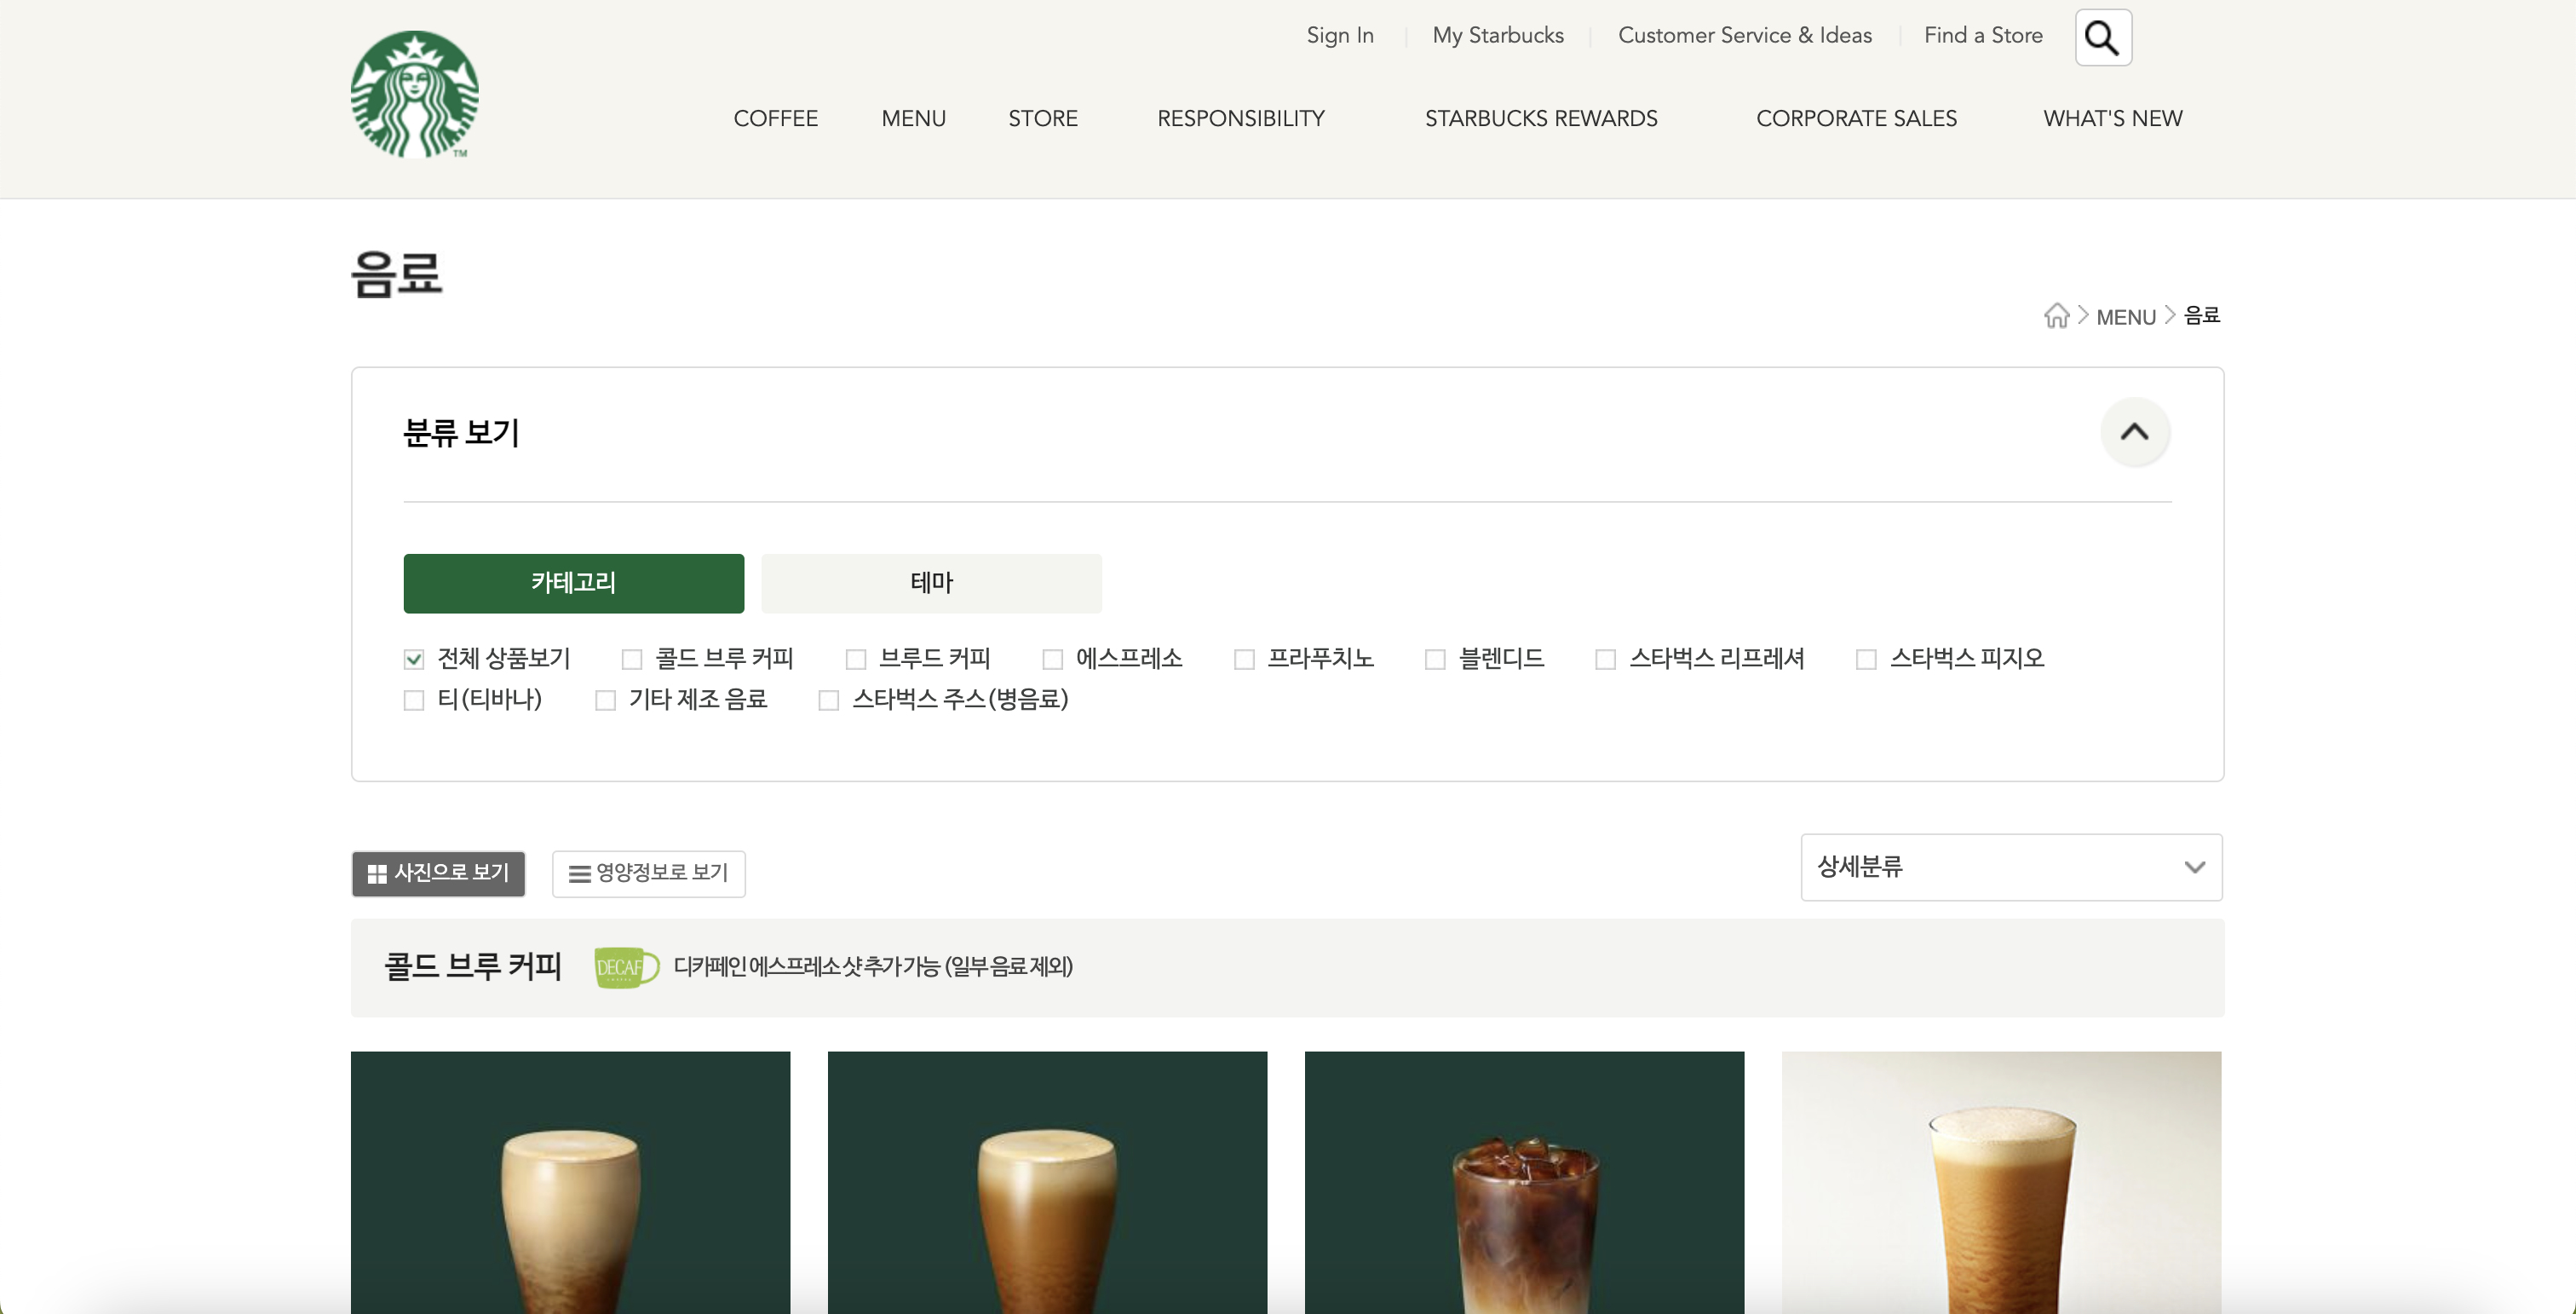 Sign In My Starbucks Customer Service & Ideas Find a Store
TM
COFFEE MENU STORE RESPONSIBILITY STARBUCKS REWARDS CORPORATE SALES WHAT'S NEW
음료
MENU 음료
분류 보기
카테고리 테마
전체 상품보기 콜드 브루 커피 브루드 커피 에스프레소 프라푸치노 블렌디드 스타벅스 리프레셔 스타벅스 피지오
티(티바나) 기타 제조 음료 스타벅스 주스(병음료)
사진으로 보기 영양정보로 보기 상세분류
콜드 브루 커피 DECAF 디카페인 에스프레소 샷 추가 가능 (일부 음료 제외)